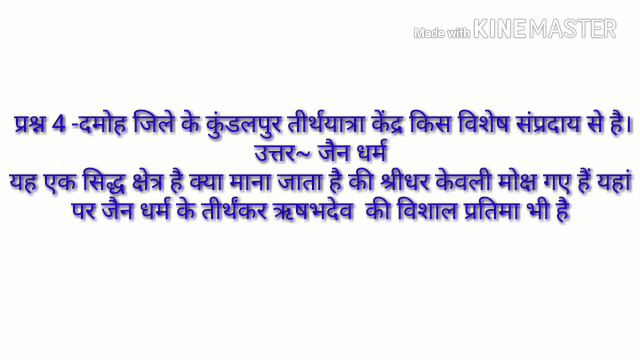 Made with KINEMASTER
प्रश्न 4 -दमोह जिले के कुंडलपुर तीर्थयात्रा केंद्र किस विशेष संप्रदाय से है।
उत्तर~ जैन धर्म
यह एक सिद्ध क्षेत्र है क्या माना जाता है की श्रीधर केवली मोक्ष गए हैं यहां
पर जैन धर्म के तीर्थंकर ऋषभदेव की विशाल प्रतिमा भी है